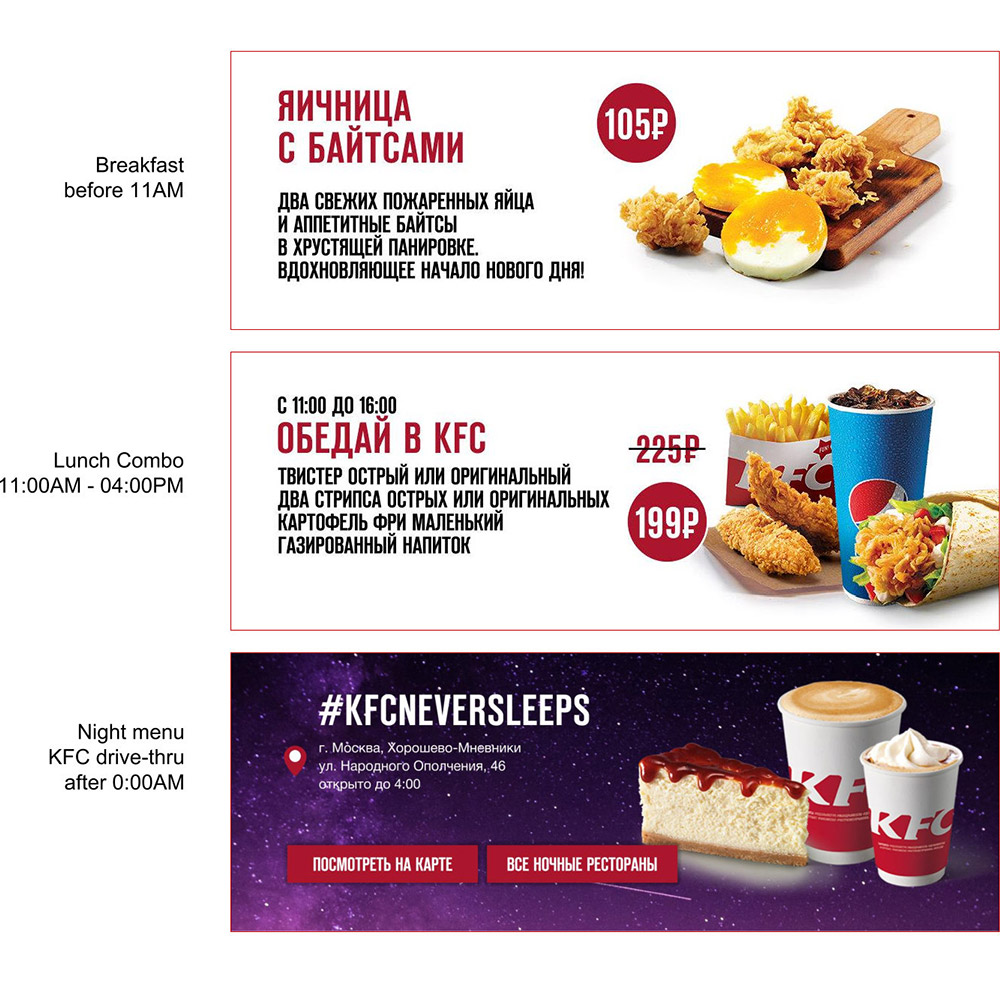 Breakfast
before 11AM
ЯИЧНИЦА
С БАЙТСАМИ
105₽
ДВА СВЕЖИХ ПОЖАРЕННЫХ ЯЙЦА
И АППЕТИТНЫЕ БАЙТСЫ
В ХРУСТЯЩЕЙ ПАНИРОВКЕ.
ВДОХНОВЛЯЮЩЕЕ НАЧАЛО НОВОГО ДНЯ!
Lunch Combo
11:00AM - 04:00PM
С 11:00 ДО 16:00
ОБЕДАЙ В KFC
ТВИСТЕР ОСТРЫЙ ИЛИ ОРИГИНАЛЬНЫЙ
ДВА СТРИПСА ОСТРЫХ ИЛИ ОРИГИНАЛЬНЫХ
КАРТОФЕЛЬ ФРИ МАЛЕНЬКИЙ
ГАЗИРОВАННЫЙ НАПИТОК
225₽
199₽
KFC
Night menu
KFC drive-thru
after 0:00AM
#KFCNEVERSLEEPS
г. Москва, Хорошево-Мневники
ул. Народного Ополчения, 46
открыто до 4:00
ПОСМОТРЕТЬ НА КАРТЕ
ВСЕ НОЧНЫЕ РЕСТОРАНЫ
KF
KFC